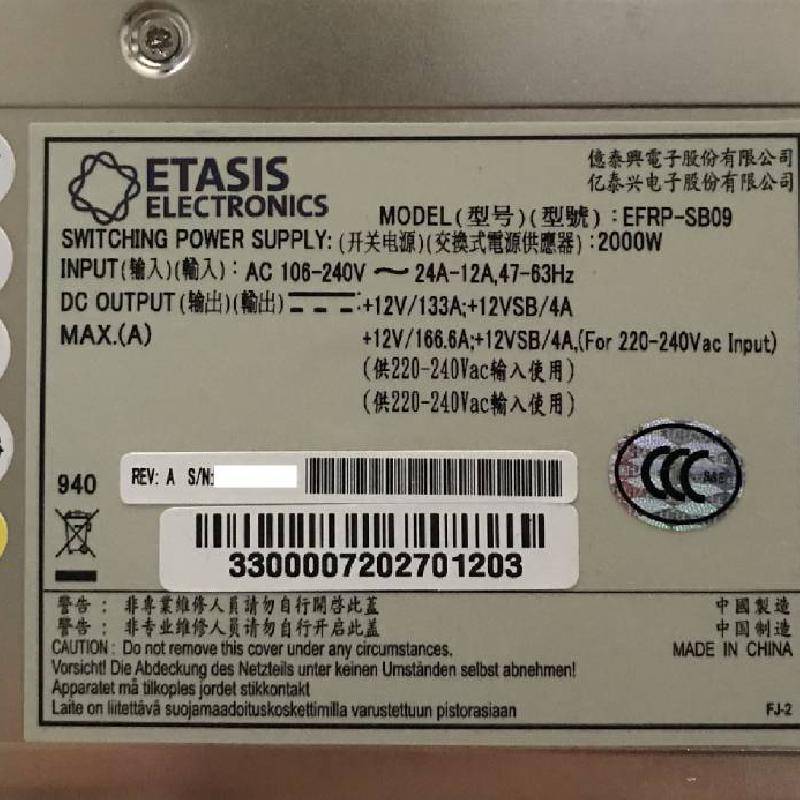 ETASIS
ELECTRONICS
億泰興電子股份有限公司
亿泰兴电子股份有限公司
MODEL(型号)(型號):EFRP-SB09
SWITCHING POWER SUPPLY:(开关电源)(交換式電源供應器):2000W
INPUT(输入)(輸入): AC 106-240V ~ 24A-12A,47-63Hz
DC OUTPUT(输出)(輸出) ⎓:+12V/133A;+12VSB/4A
MAX.(A) +12V/166.6A;+12VSB/4A,(For 220-240Vac Input)
(供220-240Vac输入使用)
(供220-240Vac輸入使用)
940
REV: A S/N:
CCC
S&E
3300007202701203
警告： 非專業維修人員請勿自行開啓此蓋
警告： 非专业维修人员请勿自行开启此盖
中國製造
中国制造
CAUTION: Do not remove this cover under any circumstances.
MADE IN CHINA
Vorsicht! Die Abdeckung des Netzteils unter keinen Umständen selbst abnehmen!
Apparatet må tilkoples jordet stikkontakt
Laite on liitettävä suojamaadoituskoskettimilla varustettuun pistorasiaan
FJ-2